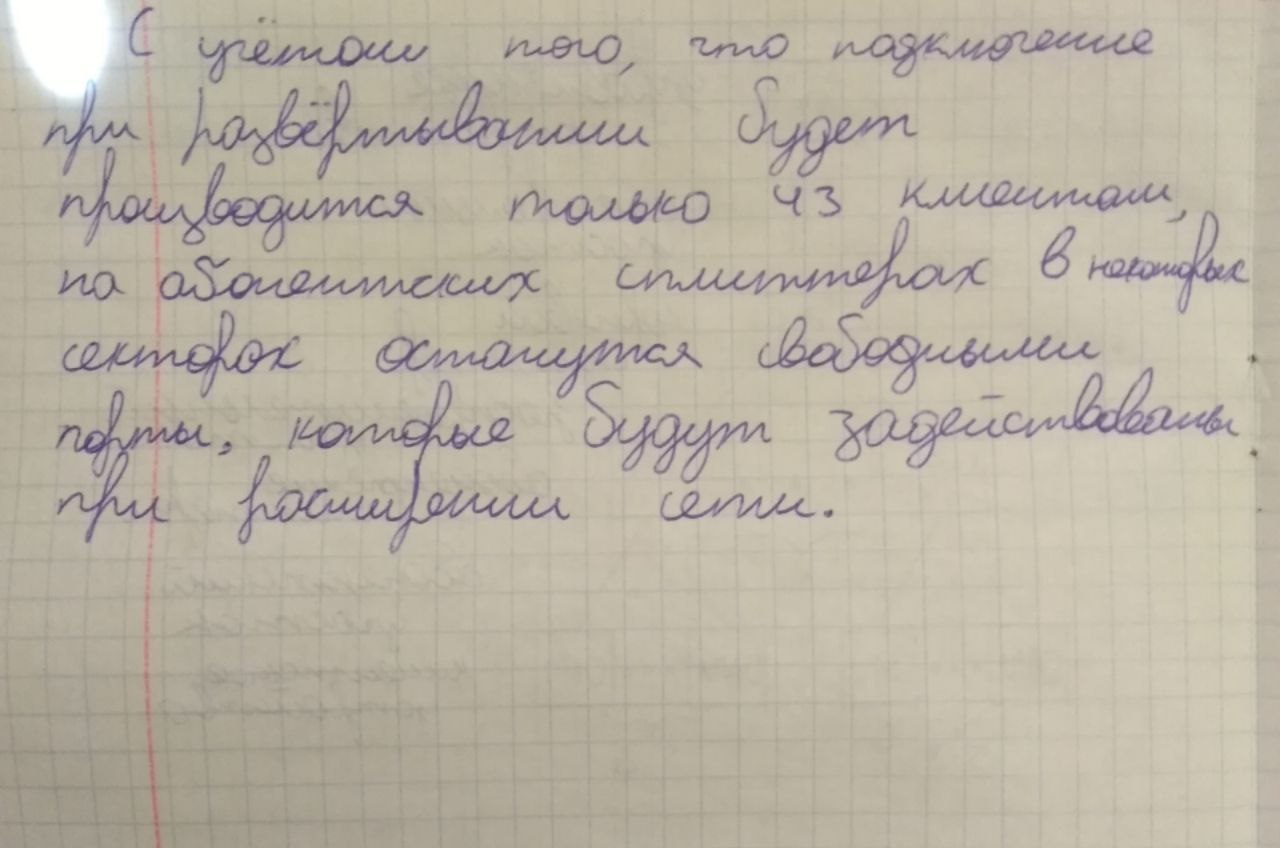 С учётом того, что подключение
при развёртывании будет
производится только 43 клиентам,
на абонентских сплиттерах в некоторых
секторах останутся свободными
порты, которые будут задействованы
при расширении сети.